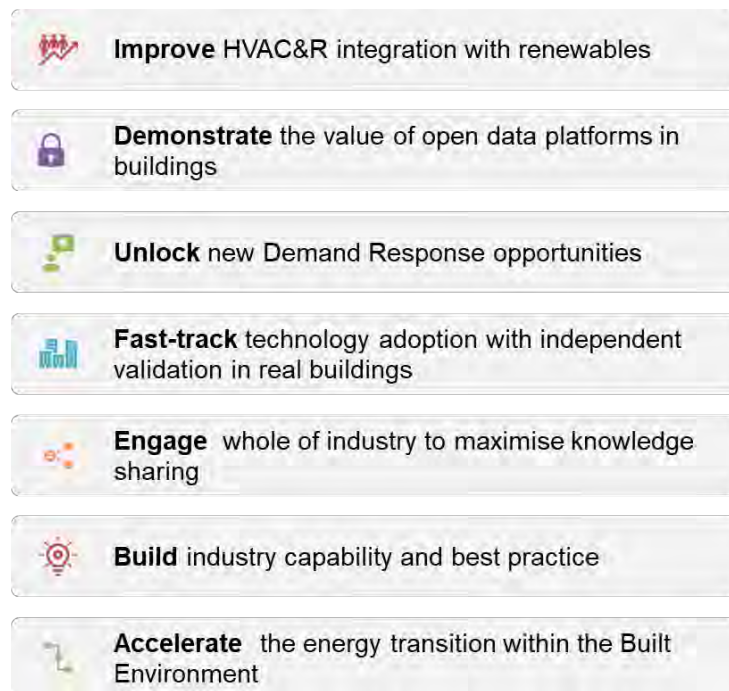 Improve HVAC&R integration with renewables
Demonstrate the value of open data platforms in
buildings
Unlock new Demand Response opportunities
Fast-track technology adoption with independent
validation in real buildings
Engage whole of industry to maximise knowledge
sharing
Build industry capability and best practice
Accelerate the energy transition within the Built
Environment